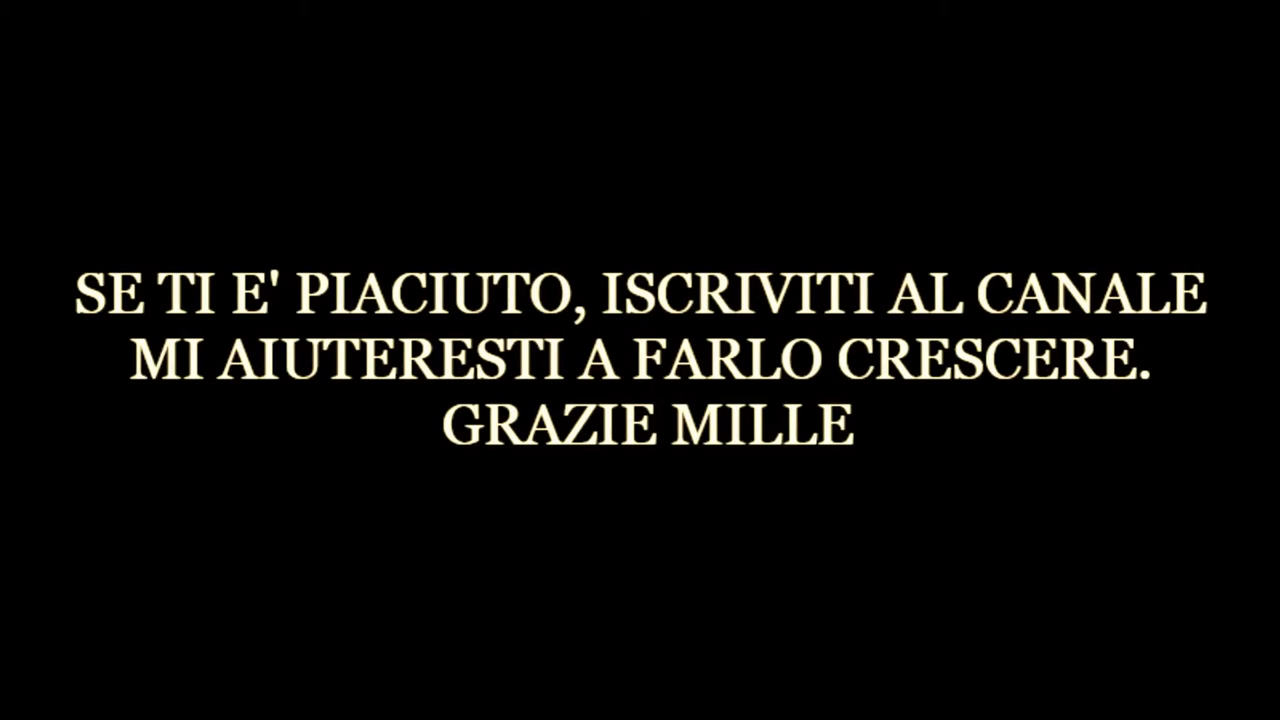 SE TI E' PIACIUTO, ISCRIVITI AL CANALE
MI AIUTERESTI A FARLO CRESCERE.
GRAZIE MILLE